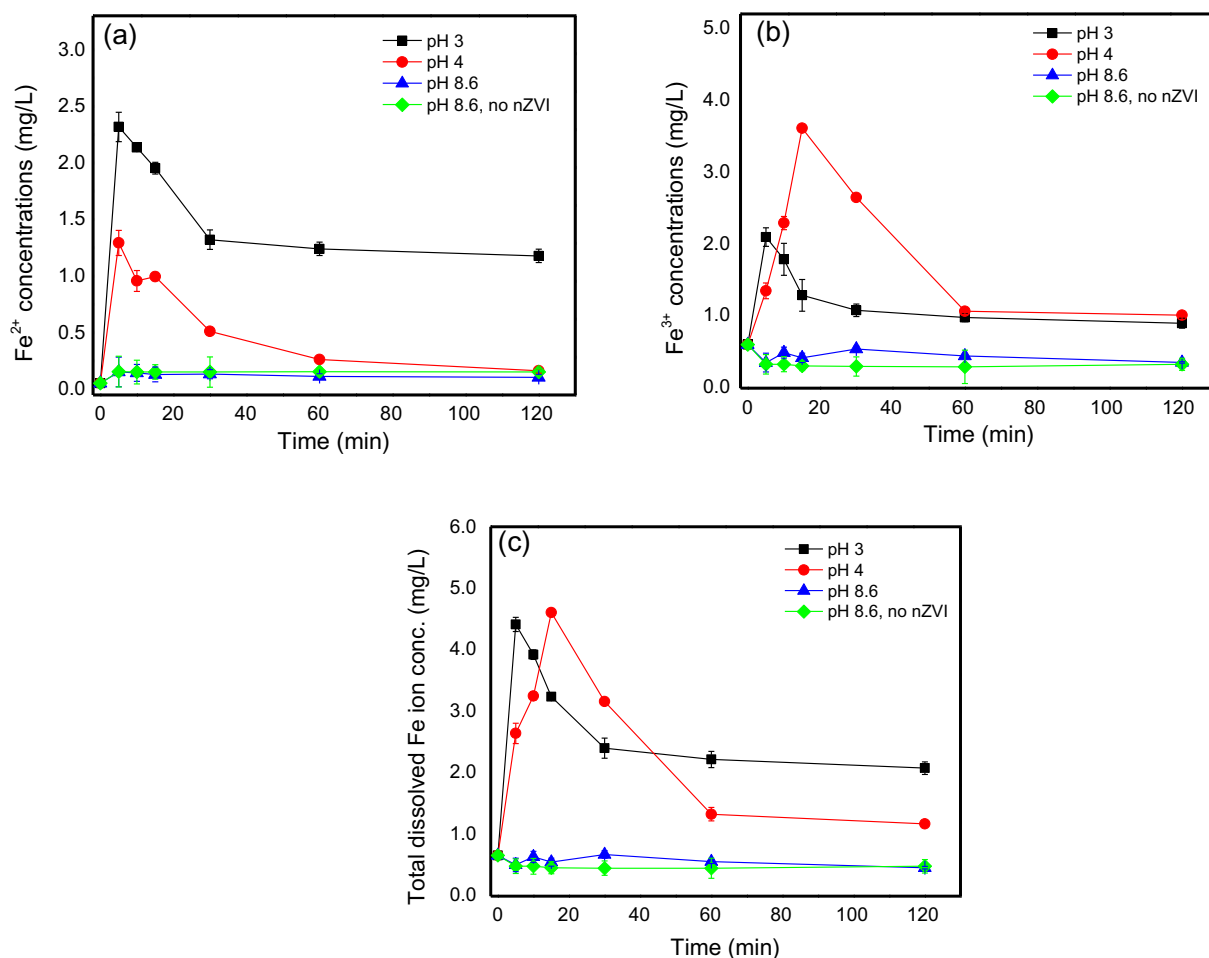 (a)
pH 3
pH 4
pH 8.6
pH 8.6, no nZVI
3.0
2.5
2.0
1.5
1.0
0.5
0.0
Fe²⁺ concentrations (mg/L)
0 20 40 60 80 100 120
Time (min)
(b)
pH 3
pH 4
pH 8.6
pH 8.6, no nZVI
5.0
4.0
3.0
2.0
1.0
0.0
Fe³⁺ concentrations (mg/L)
0 20 40 60 80 100 120
Time (min)
(c)
pH 3
pH 4
pH 8.6
pH 8.6, no nZVI
6.0
5.0
4.0
3.0
2.0
1.0
0.0
Total dissolved Fe ion conc. (mg/L)
0 20 40 60 80 100 120
Time (min)